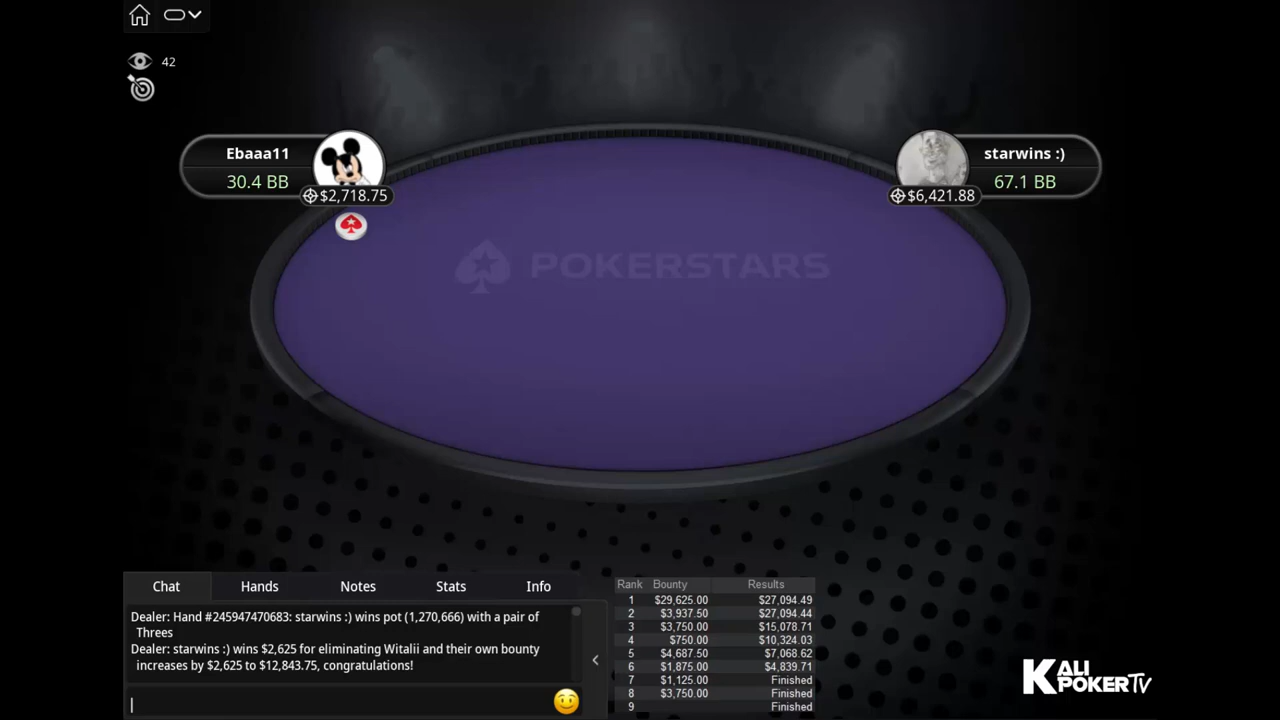 42
Ebaaa11
30.4 BB
$2,718.75
starwins :)
67.1 BB
$6,421.88
POKERSTARS
Chat Hands Notes Stats Info
Dealer: Hand #245947470683: starwins :) wins pot (1,270,666) with a pair of
Threes
Dealer: starwins :) wins $2,625 for eliminating Witalii and their own bounty
increases by $2,625 to $12,843.75, congratulations!
Rank Bounty Results
1 $29,625.00 $27,094.49
2 $3,937.50 $27,094.44
3 $3,750.00 $15,078.71
4 $750.00 $10,324.03
5 $4,687.50 $7,068.62
6 $1,875.00 $4,839.71
7 $1,125.00 Finished
8 $3,750.00 Finished
9 Finished
KALI
POKERTV